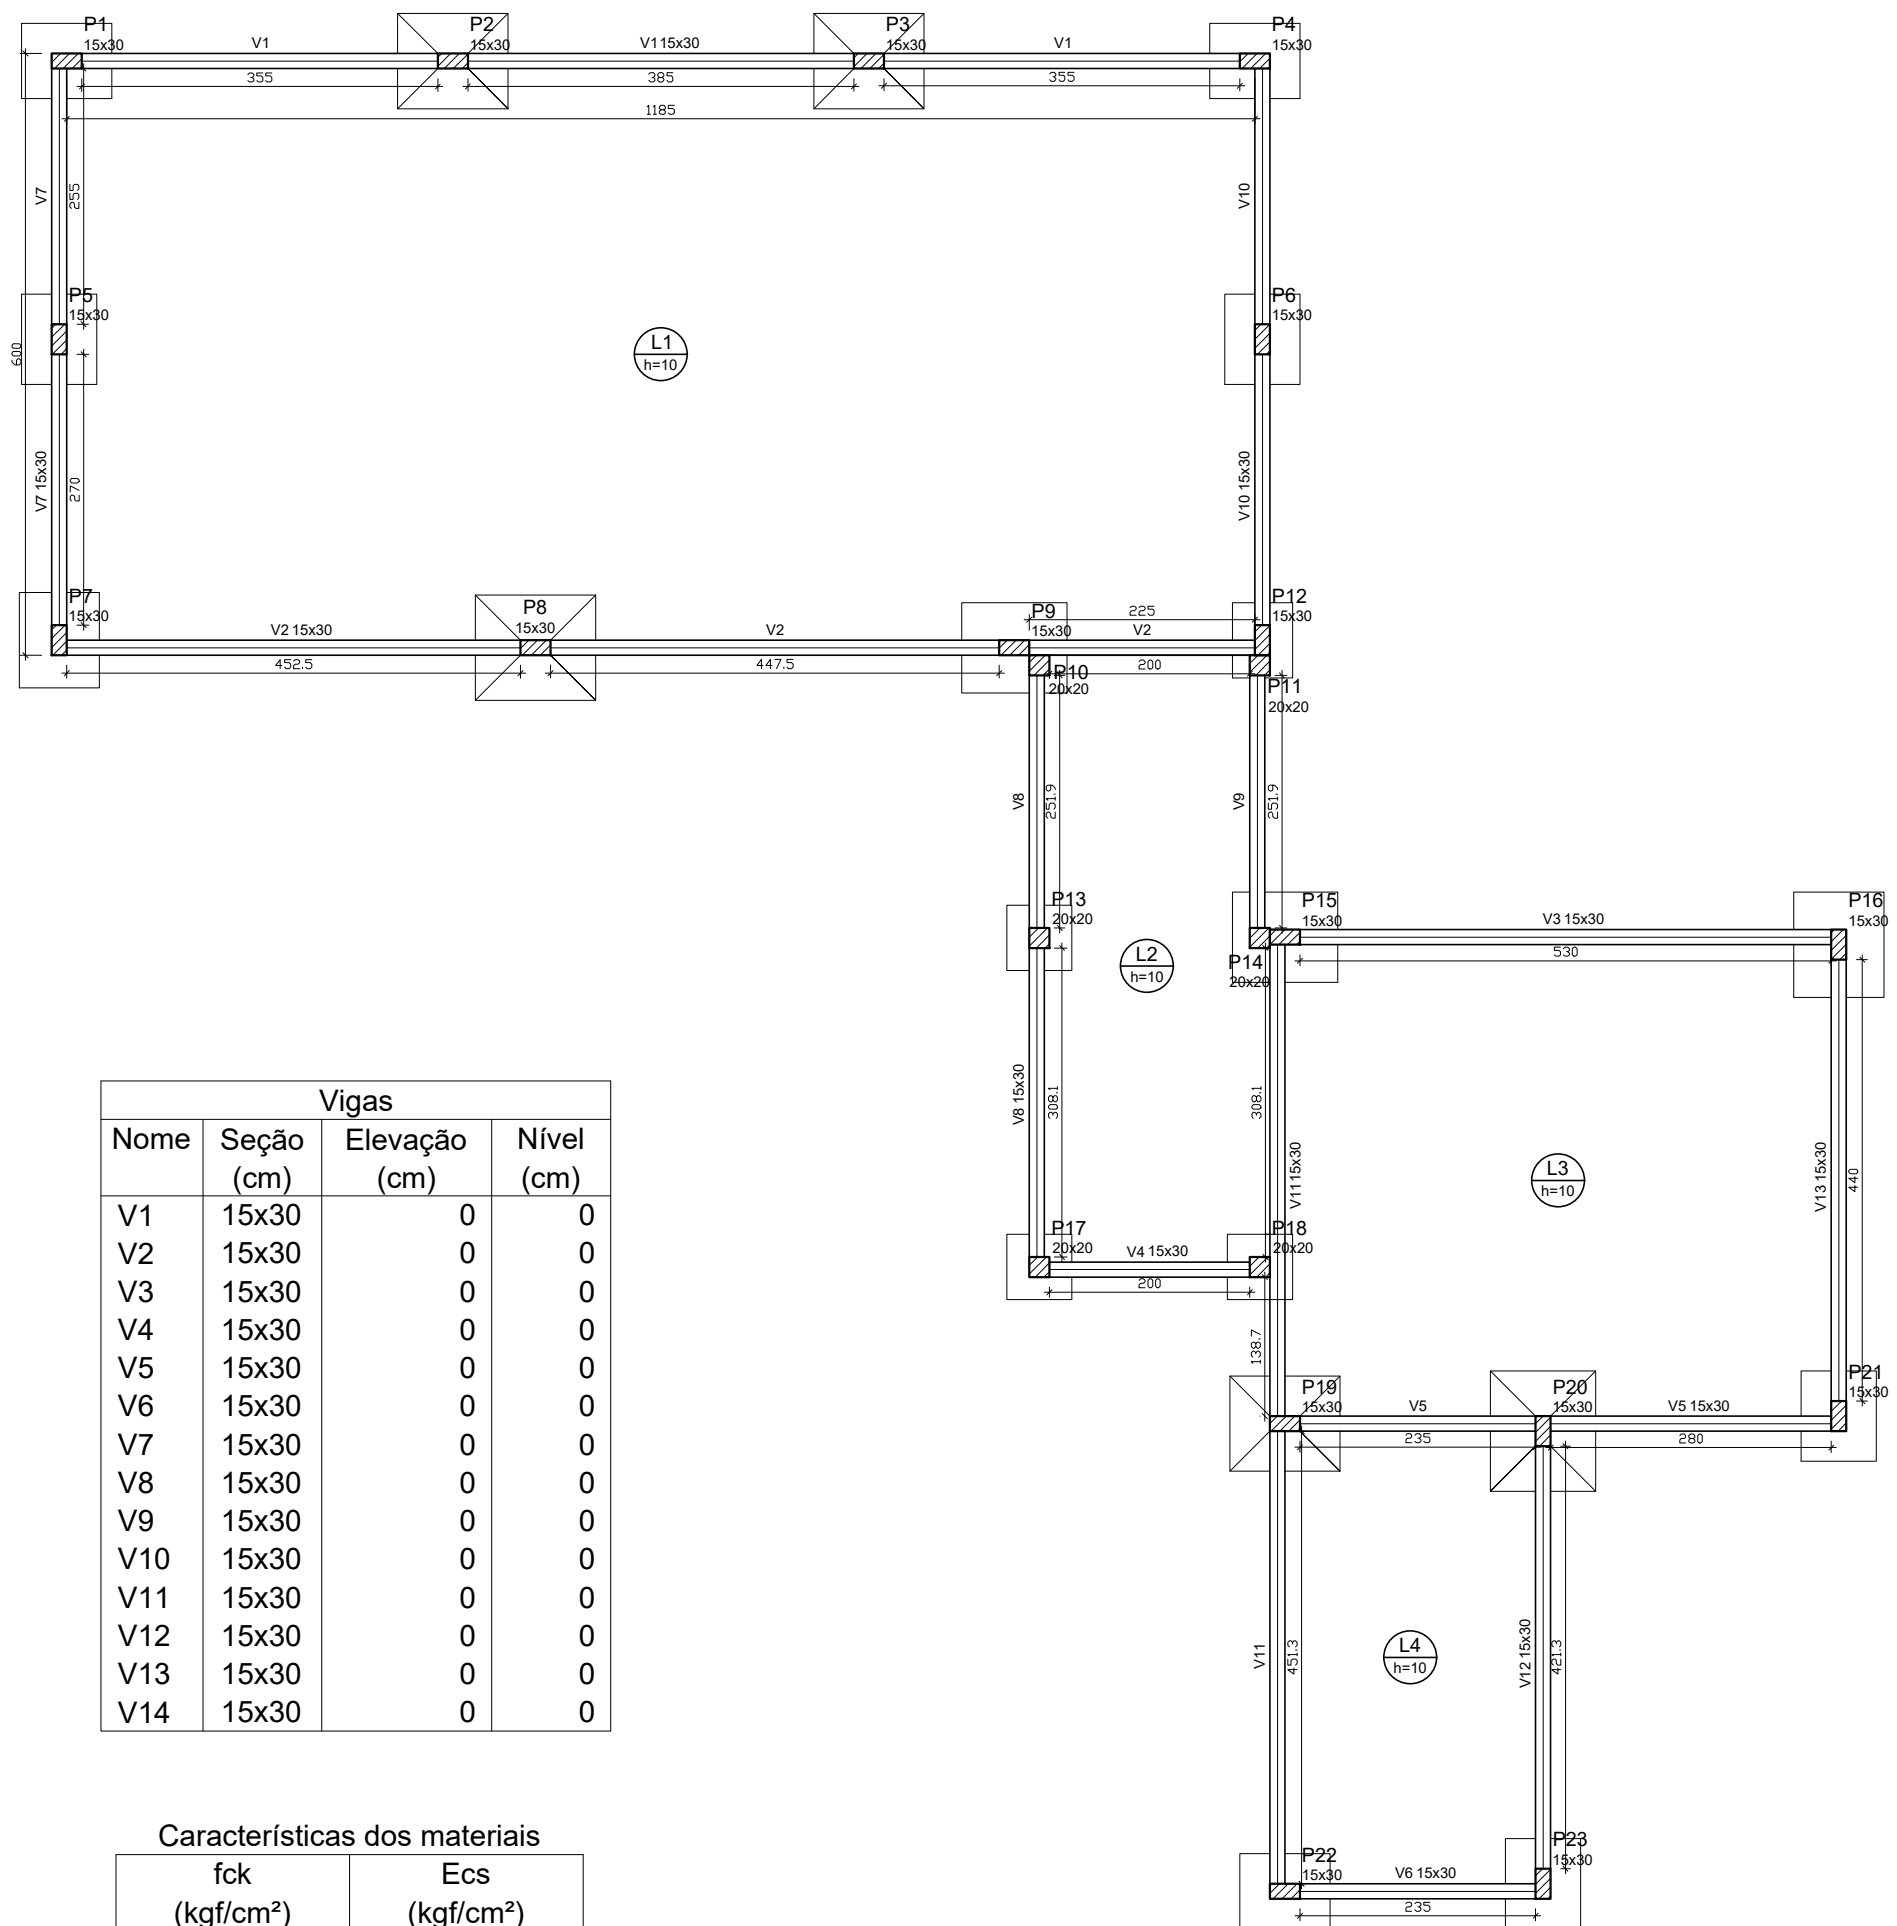 P1
15x30
V1
P2
15x30
V1 15x30
P3
15x30
V1
P4
15x30
355
385
355
1185
V7
255
V10
P5
15x30
600
L1
h=10
P6
15x30
V7 15x30
270
V10 15x30
P7
15x30
V2 15x30
P8
15x30
V2
P9
15x30
225
V2
P12
15x30
452.5
447.5
P10
20x20
200
P11
20x20
V8
251.9
V9
251.9
P13
20x20
P15
15x30
V3 15x30
P16
15x30
L2
h=10
P14
20x20
530
V8 15x30
308.1
308.1
V11 15x30
L3
h=10
V13 15x30
440
P17
20x20
V4 15x30
P18
20x20
200
138.7
P19
15x30
V5
P20
15x30
V5 15x30
P21
15x30
235
280
V11
451.3
L4
h=10
V12 15x30
421.3
P22
15x30
V6 15x30
P23
15x30
235
Vigas
Nome Seção Elevação Nível
(cm) (cm) (cm)
V1 15x30 0 0
V2 15x30 0 0
V3 15x30 0 0
V4 15x30 0 0
V5 15x30 0 0
V6 15x30 0 0
V7 15x30 0 0
V8 15x30 0 0
V9 15x30 0 0
V10 15x30 0 0
V11 15x30 0 0
V12 15x30 0 0
V13 15x30 0 0
V14 15x30 0 0
Características dos materiais
fck Ecs
(kgf/cm²) (kgf/cm²)